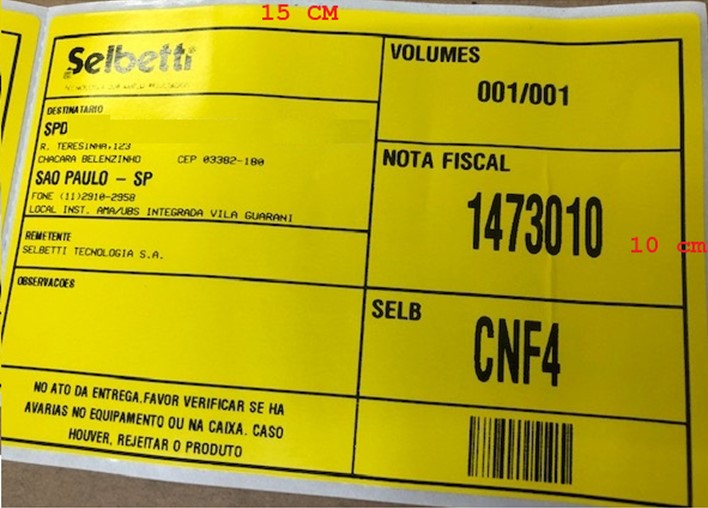 15 CM
Selbetti
DESTINATARIO
SPD
R. TERESINHA,123
CHACARA BELENZINHO CEP 03382-180
SAO PAULO - SP
FONE (11)2910-2958
LOCAL INST. AMA/UBS INTEGRADA VILA GUARANI
REMETENTE
SELBETTI TECNOLOGIA S.A.
OBSERVACOES
NO ATO DA ENTREGA,FAVOR VERIFICAR SE HA
AVARIAS NO EQUIPAMENTO OU NA CAIXA. CASO
HOUVER, REJEITAR O PRODUTO
VOLUMES
001/001
NOTA FISCAL
1473010
10 cm
SELB
CNF4